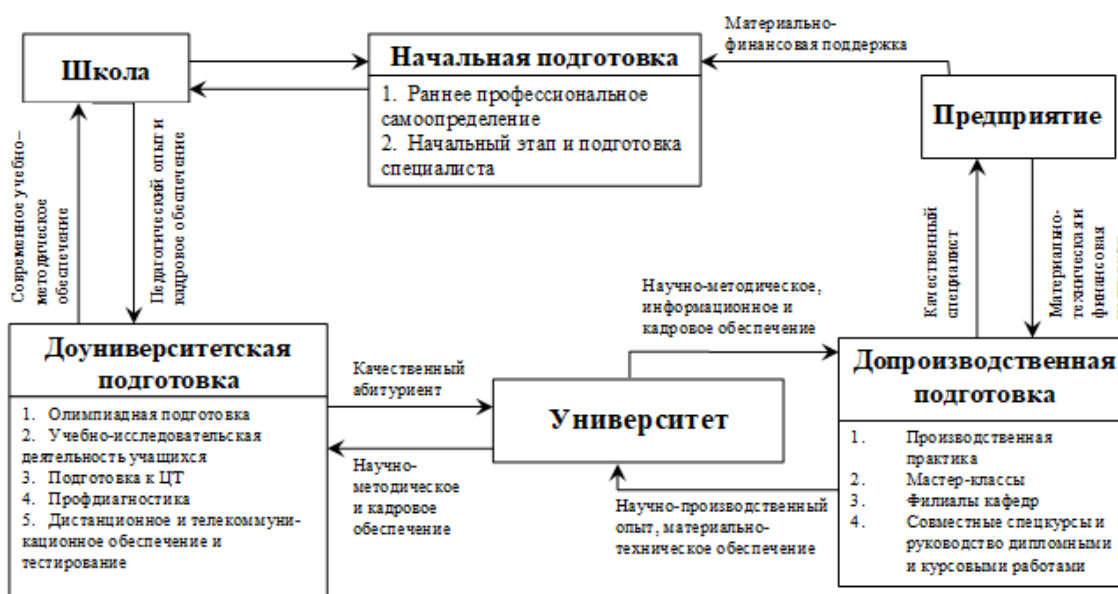 Школа
Начальная подготовка
1. Раннее профессиональное
самоопределение
2. Начальный этап и подготовка
специалиста
Материально-
финансовая поддержка
Предприятие
Современное учебно–
методическое
обеспечение
Педагогический опыт и
кадровое обеспечение
Качественный
специалист
Материально-
техническая и
финансовая
Научно-методическое,
информационное и
кадровое обеспечение
Доуниверситетская
подготовка
1. Олимпиадная подготовка
2. Учебно-исследовательская
деятельность учащихся
3. Подготовка к ЦТ
4. Профдиагностика
5. Дистанционное и телекоммуни-
кационное обеспечение и
тестирование
Качественный
абитуриент
Университет
Научно-
методическое
и кадровое
обеспечение
Научно-производственный
опыт, материально-
техническое обеспечение
Допроизводственная
подготовка
1. Производственная
практика
2. Мастер-классы
3. Филиалы кафедр
4. Совместные спецкурсы и
руководство дипломными
и курсовыми работами